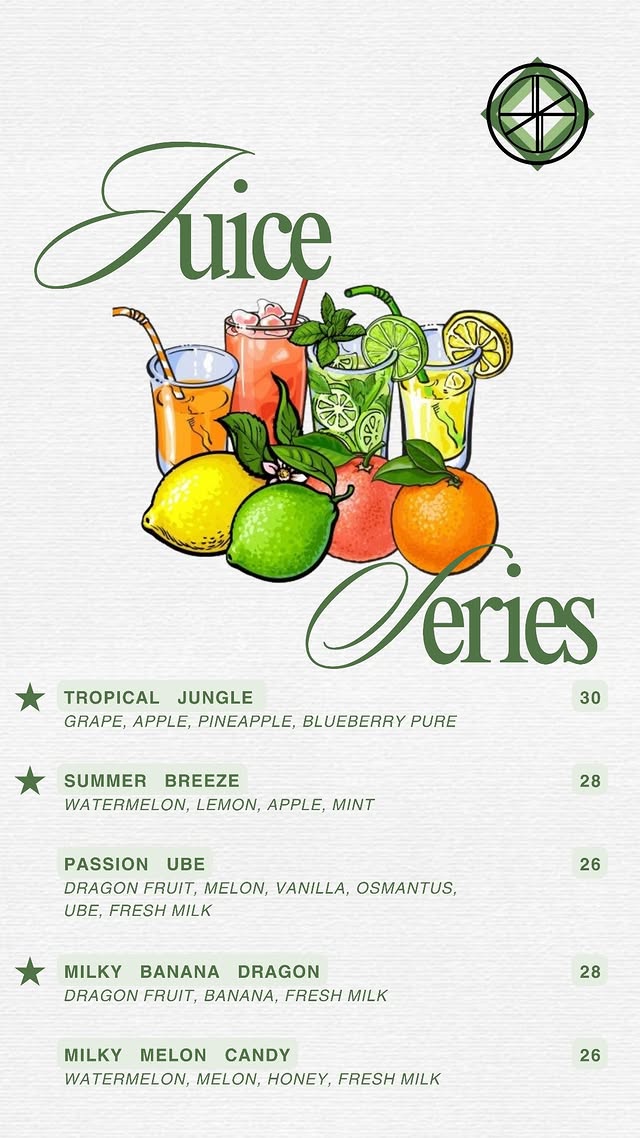 Juice
Series
TROPICAL JUNGLE 30
GRAPE, APPLE, PINEAPPLE, BLUEBERRY PURE
SUMMER BREEZE 28
WATERMELON, LEMON, APPLE, MINT
PASSION UBE 26
DRAGON FRUIT, MELON, VANILLA, OSMANTUS,
UBE, FRESH MILK
MILKY BANANA DRAGON 28
DRAGON FRUIT, BANANA, FRESH MILK
MILKY MELON CANDY 26
WATERMELON, MELON, HONEY, FRESH MILK